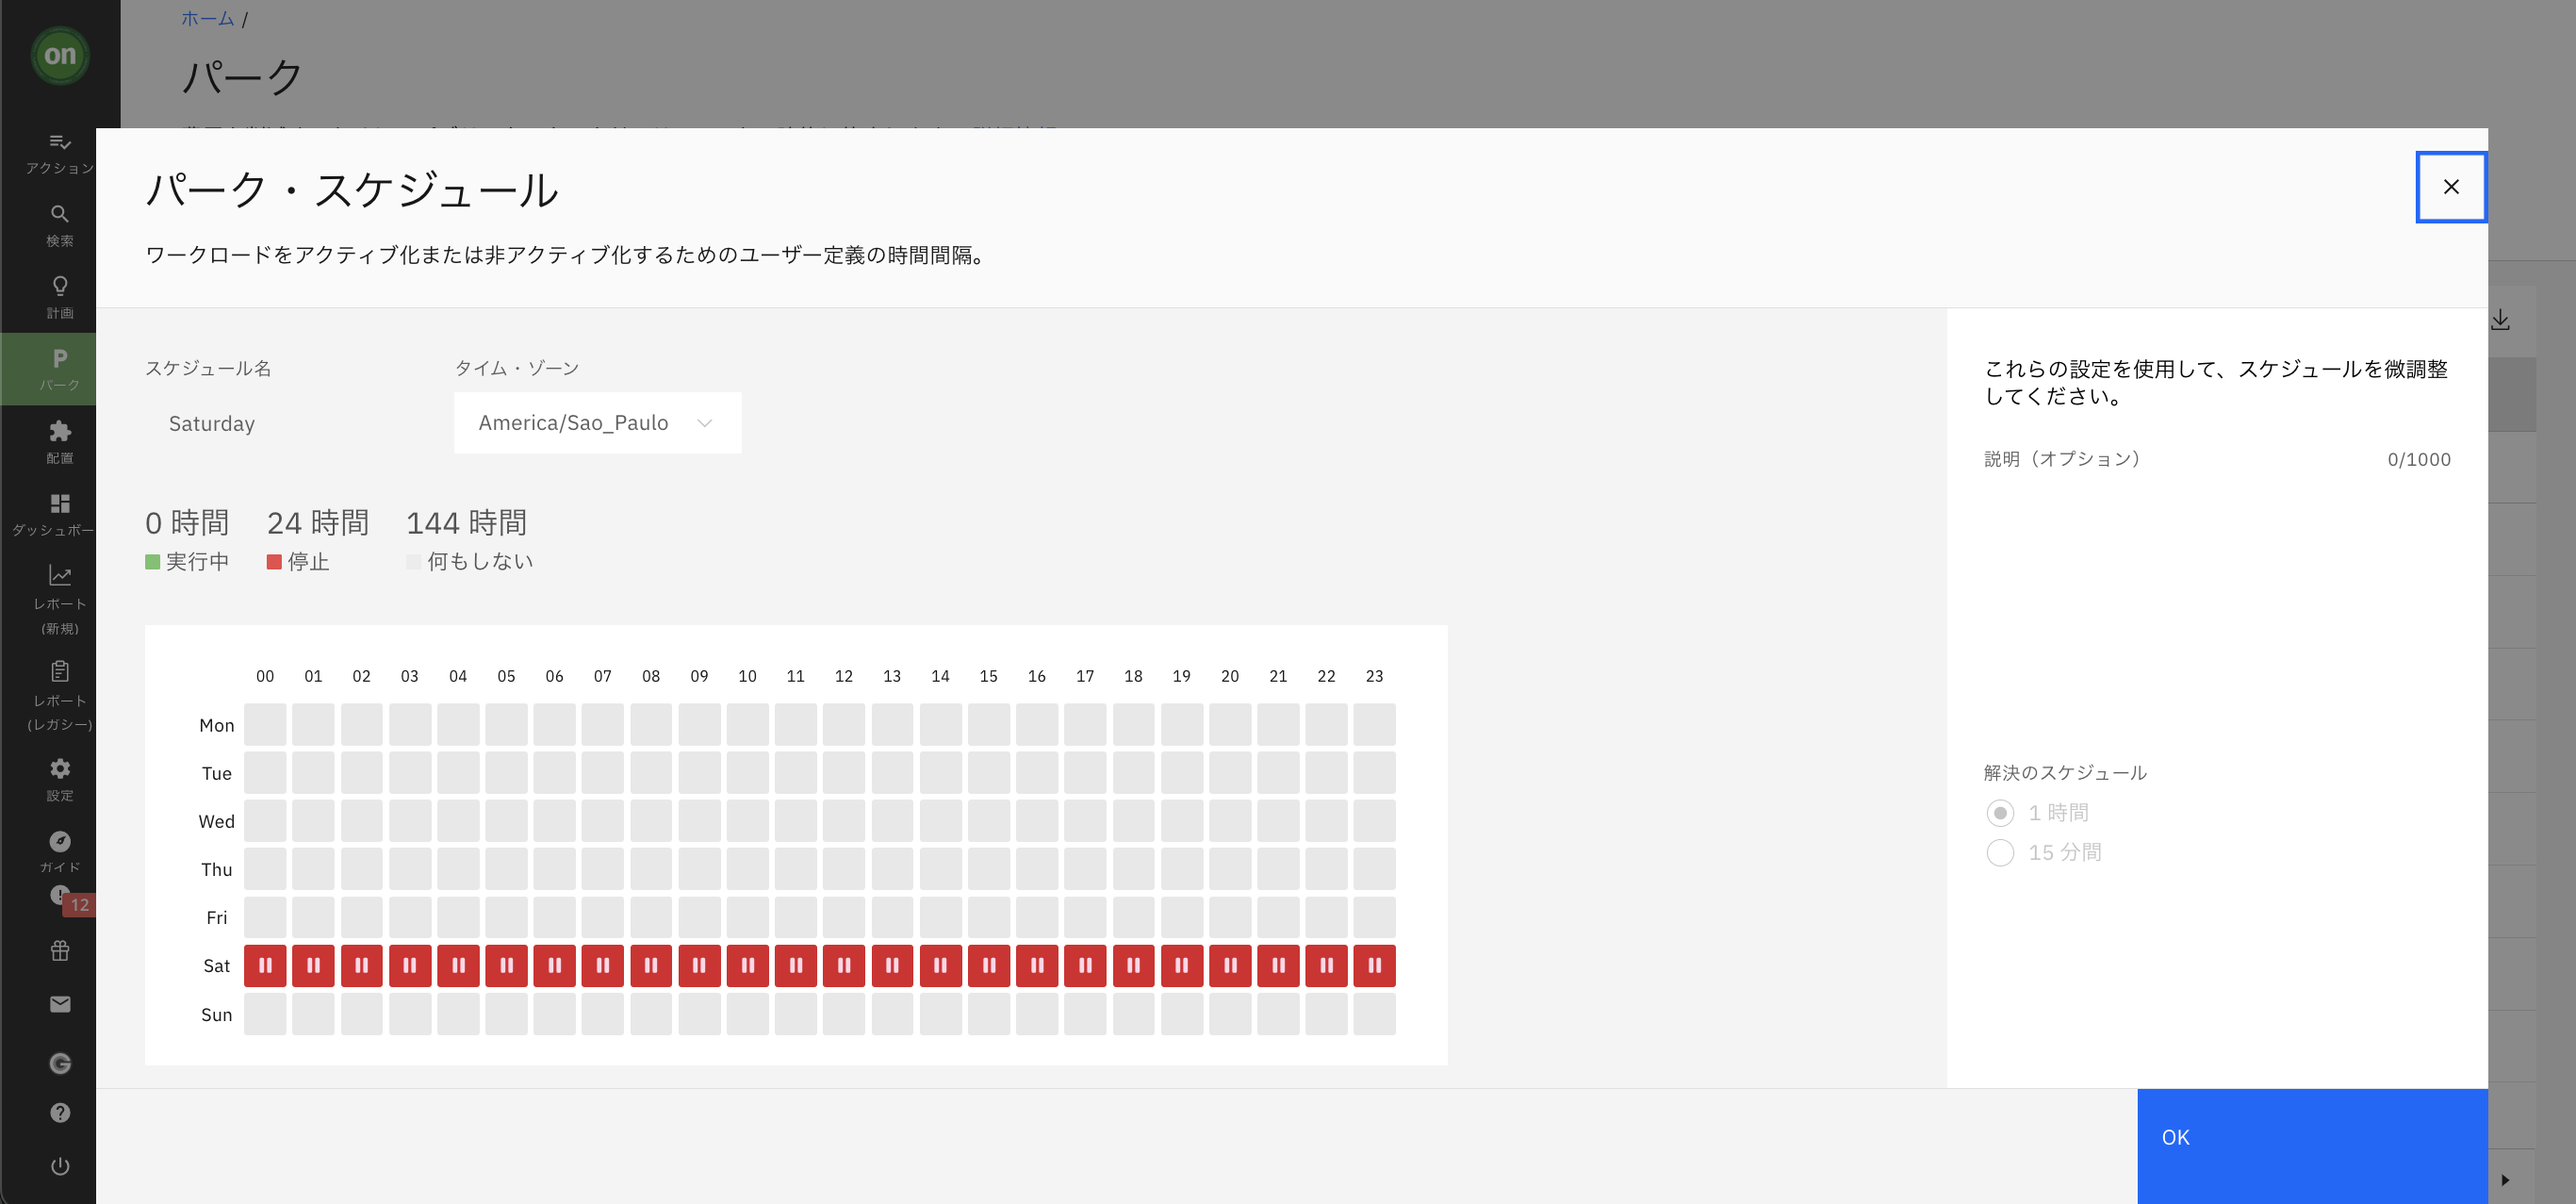 on
アクション
検索
計画
P
パーク
配置
ダッシュボー
レポート
(新規)
レポート
(レガシー)
設定
ガイド
12
ホーム /
パーク
パーク・スケジュール
ワークロードをアクティブ化または非アクティブ化するためのユーザー定義の時間間隔。
スケジュール名
タイム・ゾーン
Saturday
America/Sao_Paulo
0 時間 24 時間 144 時間
実行中 停止 何もしない
00 01 02 03 04 05 06 07 08 09 10 11 12 13 14 15 16 17 18 19 20 21 22 23
Mon
Tue
Wed
Thu
Fri
Sat
Sun
これらの設定を使用して、スケジュールを微調整
してください。
説明（オプション） 0/1000
解決のスケジュール
1 時間
15 分間
OK